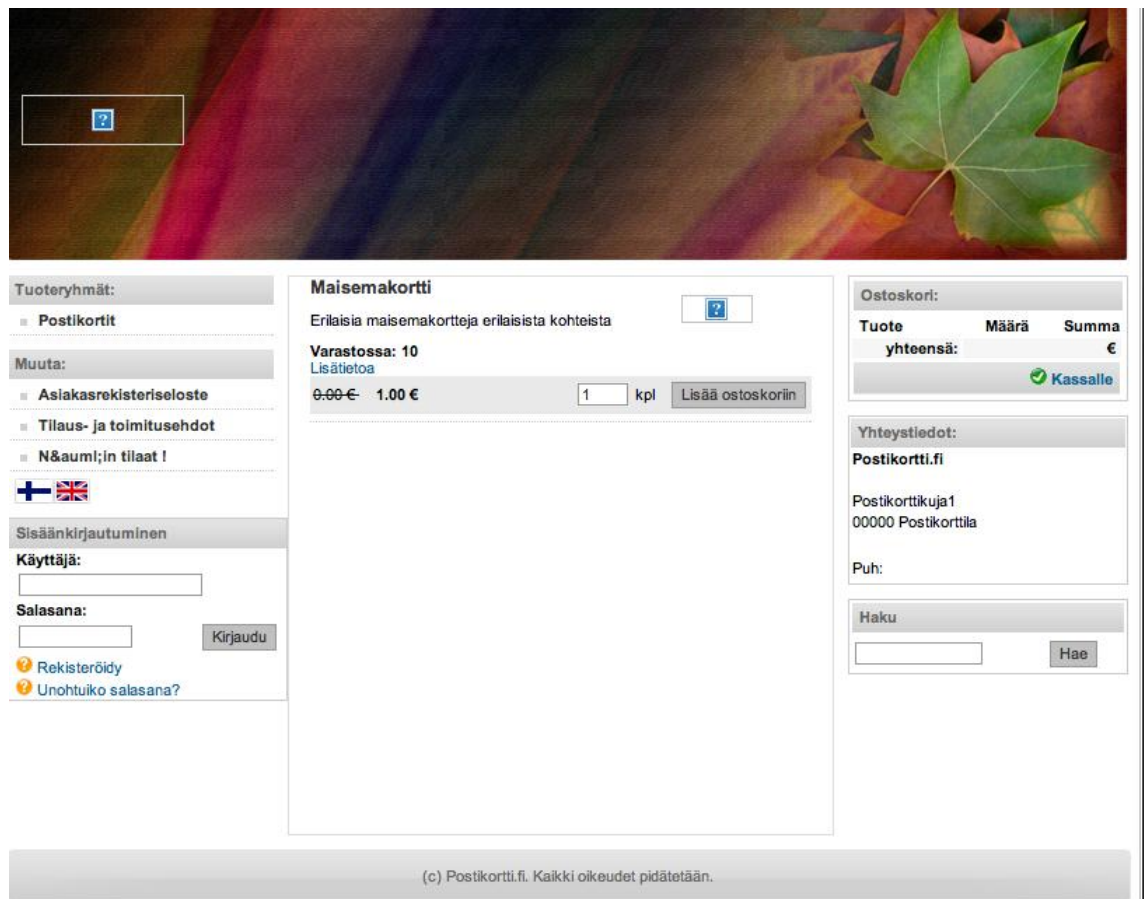 Tuoteryhmät:
Postikortit
Muuta:
Asiakasrekisteriseloste
Tilaus- ja toimitusehdot
N&auml;in tilaat !
Sisäänkirjautuminen
Käyttäjä:
Salasana:
Kirjaudu
Rekisteröidy
Unohtuiko salasana?
Maisemakortti
Erilaisia maisemakortteja erilaisista kohteista
Varastossa: 10
Lisätietoa
0.00 € 1.00 € 1 kpl Lisää ostoskoriin
Ostoskori:
Tuote Määrä Summa
yhteensä: €
Kassalle
Yhteystiedot:
Postikortti.fi
Postikorttikuja1
00000 Postikorttila
Puh:
Haku
Hae
(c) Postikortti.fi. Kaikki oikeudet pidätetään.